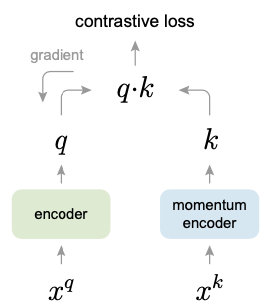 contrastive loss
gradient
q·k
q
k
encoder
momentum
encoder
x^q
x^k